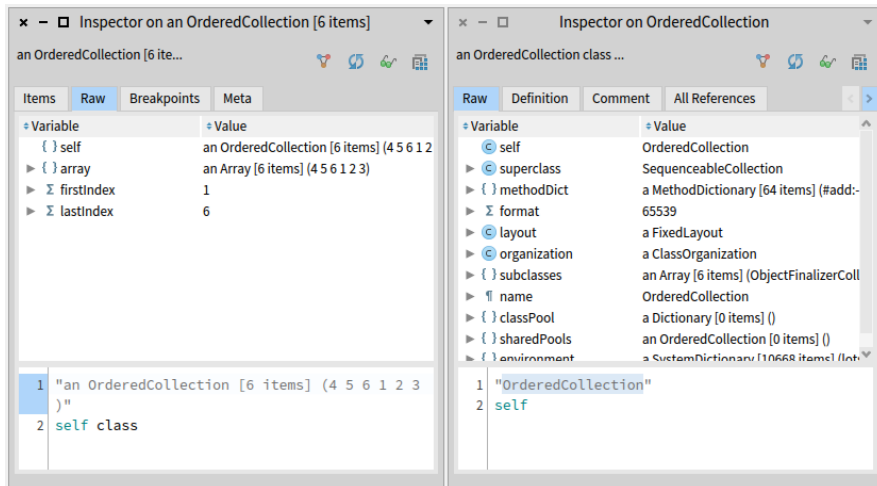 Inspector on an OrderedCollection [6 items]
an OrderedCollection [6 ite...
Items Raw Breakpoints Meta
Variable Value
{ } self an OrderedCollection [6 items] (4 5 6 1 2
{ } array an Array [6 items] (4 5 6 1 2 3)
Σ firstIndex 1
Σ lastIndex 6
1 "an OrderedCollection [6 items] (4 5 6 1 2 3
)"
2 self class
Inspector on OrderedCollection
an OrderedCollection class ...
Raw Definition Comment All References
Variable Value
C self OrderedCollection
C superclass SequenceableCollection
{ } methodDict a MethodDictionary [64 items] (#add:-
Σ format 65539
C layout a FixedLayout
C organization a ClassOrganization
{ } subclasses an Array [6 items] (ObjectFinalizerColl
¶ name OrderedCollection
{ } classPool a Dictionary [0 items] ()
{ } sharedPools an OrderedCollection [0 items] ()
{ } environment a SystemDictionary [10668 items] (lot
1 "OrderedCollection"
2 self